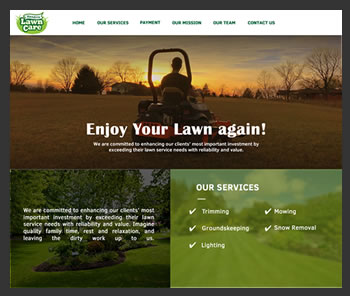 Lawn
Care
HOME OUR SERVICES PAYMENT OUR MISSION OUR TEAM CONTACT US
Enjoy Your Lawn again!
We are committed to enhancing our clients' most important investment by
exceeding their lawn service needs with reliability and value.
We are committed to enhancing our clients' most
important investment by exceeding their lawn
service needs with reliability and value. Imagine
quality family time, rest and relaxation, and
leaving the dirty work up to us.
OUR SERVICES
Trimming
Mowing
Groundskeeping
Snow Removal
Lighting